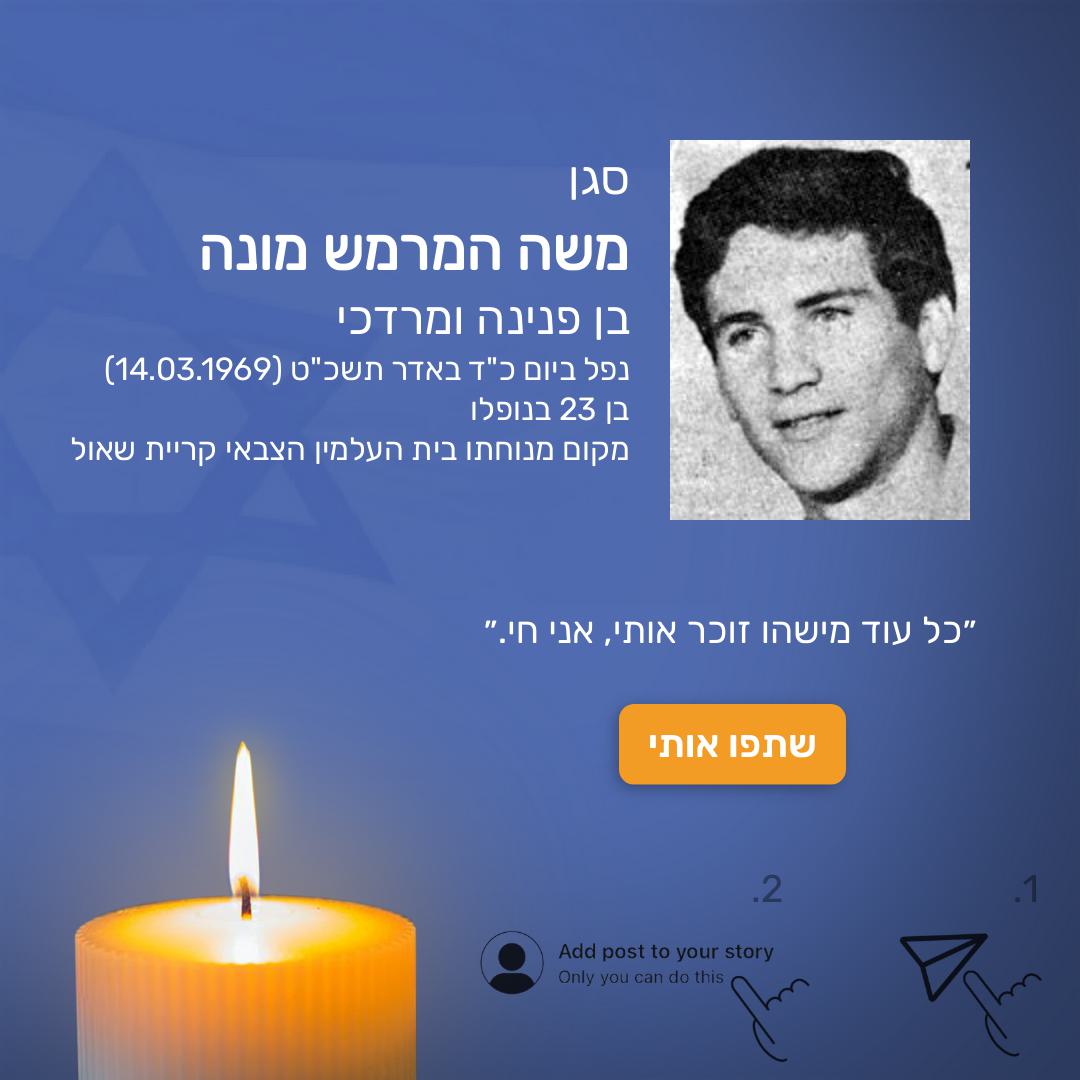 סגן
משה המרמש מונה
בן פנינה ומרדכי
נפל ביום כ"ד באדר תשכ"ט (14.03.1969)
בן 23 בנופלו
מקום מנוחתו בית העלמין הצבאי קריית שאול
״כל עוד מישהו זוכר אותי, אני חי.״
שתפו אותי
.1
.2
Add post to your story
Only you can do this